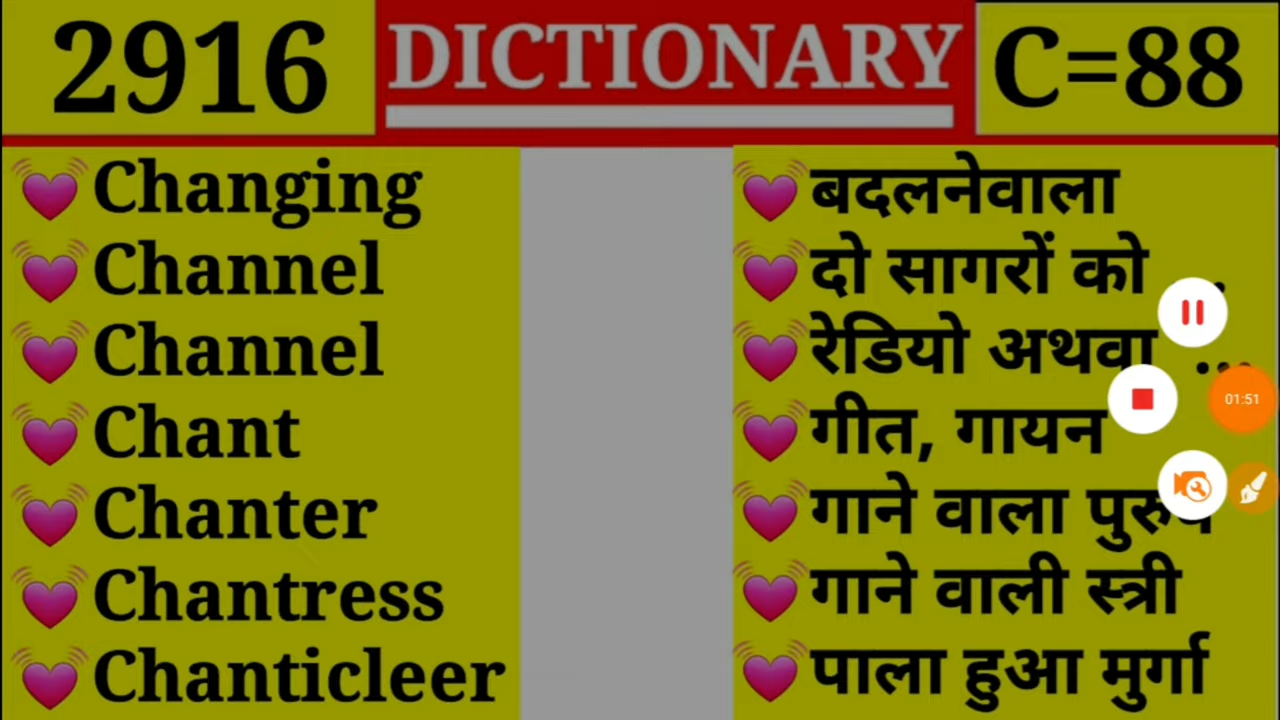 2916 DICTIONARY C=88
Changing बदलनेवाला
Channel दो सागरों को
Channel रेडियो अथवा ...
Chant गीत, गायन
Chanter गाने वाला पुरुष
Chantress गाने वाली स्त्री
Chanticleer पाला हुआ मुर्गा
01:51